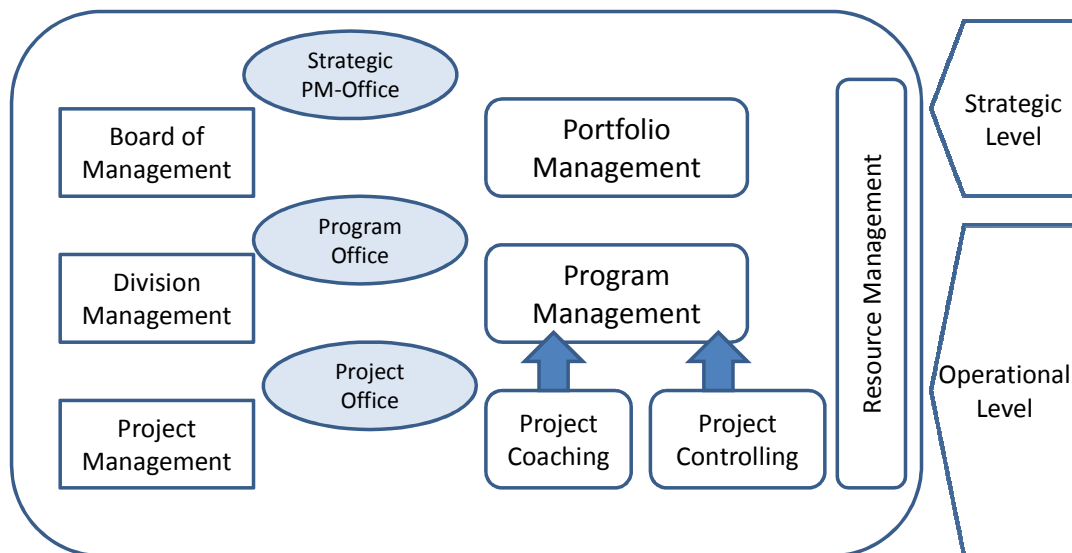 Strategic
PM-Office
Board of
Management
Portfolio
Management
Strategic
Level
Program
Office
Division
Management
Program
Management
Resource Management
Project
Office
Operational
Level
Project
Management
Project
Coaching
Project
Controlling